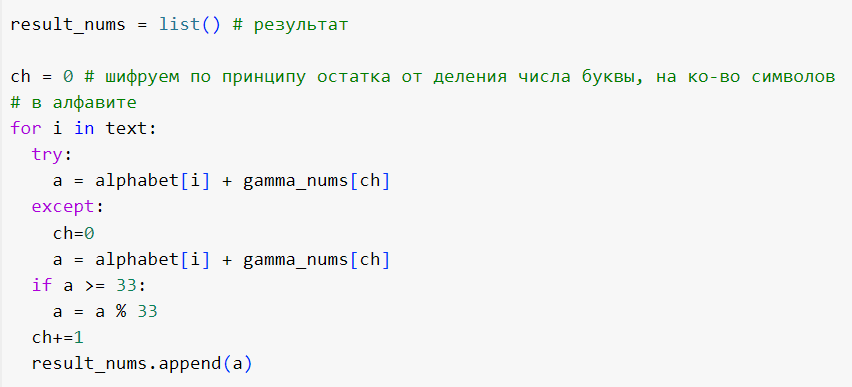 result_nums = list() # результат
ch = 0 # шифруем по принципу остатка от деления числа буквы, на ко-во символов
# в алфавите
for i in text:
  try:
    a = alphabet[i] + gamma_nums[ch]
  except:
    ch=0
    a = alphabet[i] + gamma_nums[ch]
  if a >= 33:
    a = a % 33
  ch+=1
  result_nums.append(a)